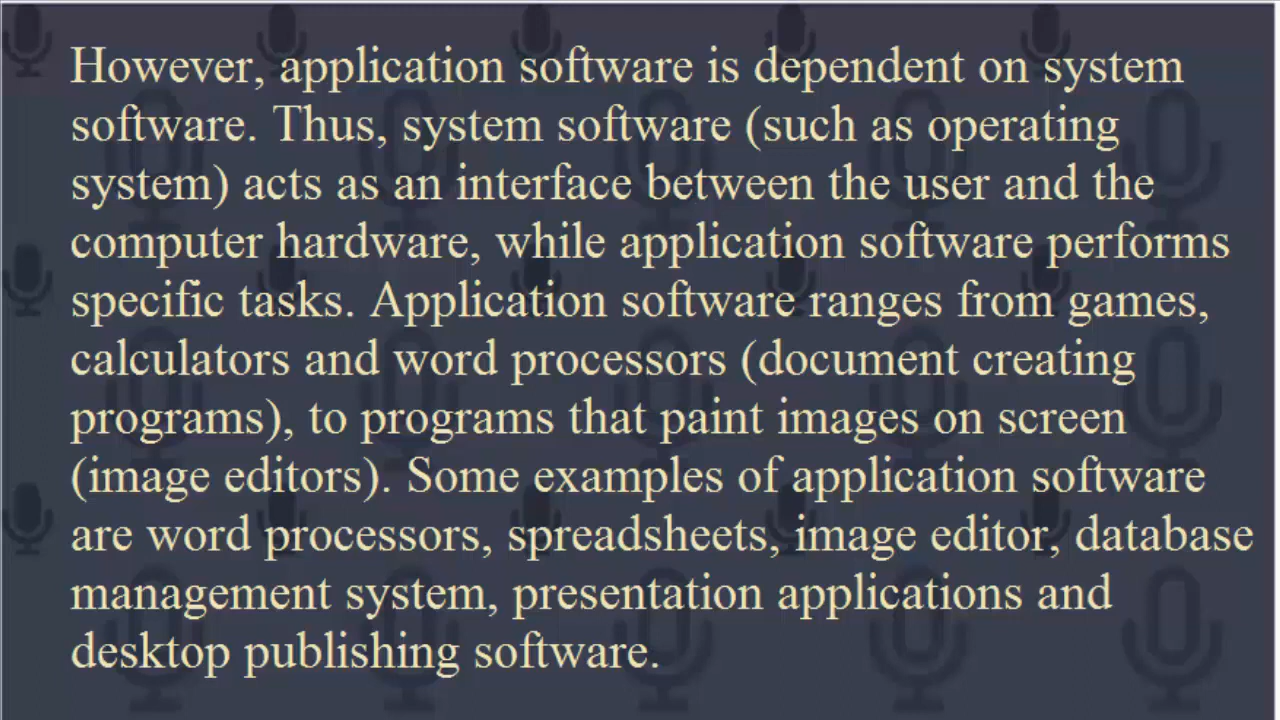 However, application software is dependent on system
software. Thus, system software (such as operating
system) acts as an interface between the user and the
computer hardware, while application software performs
specific tasks. Application software ranges from games,
calculators and word processors (document creating
programs), to programs that paint images on screen
(image editors). Some examples of application software
are word processors, spreadsheets, image editor, database
management system, presentation applications and
desktop publishing software.